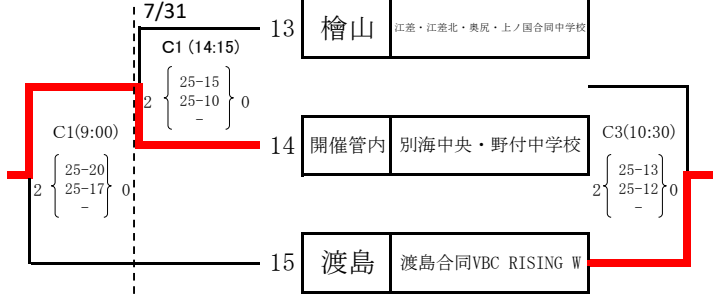 7/31
13 檜山 江差・江差北・奥尻・上ノ国合同中学校
C1 (14:15)
25-15
2 25-10 0
-
C1(9:00)
14 開催管内 別海中央・野付中学校
C3(10:30)
25-20
2 25-17 0
-
25-13
2 25-12 0
-
15 渡島 渡島合同VBC RISING W